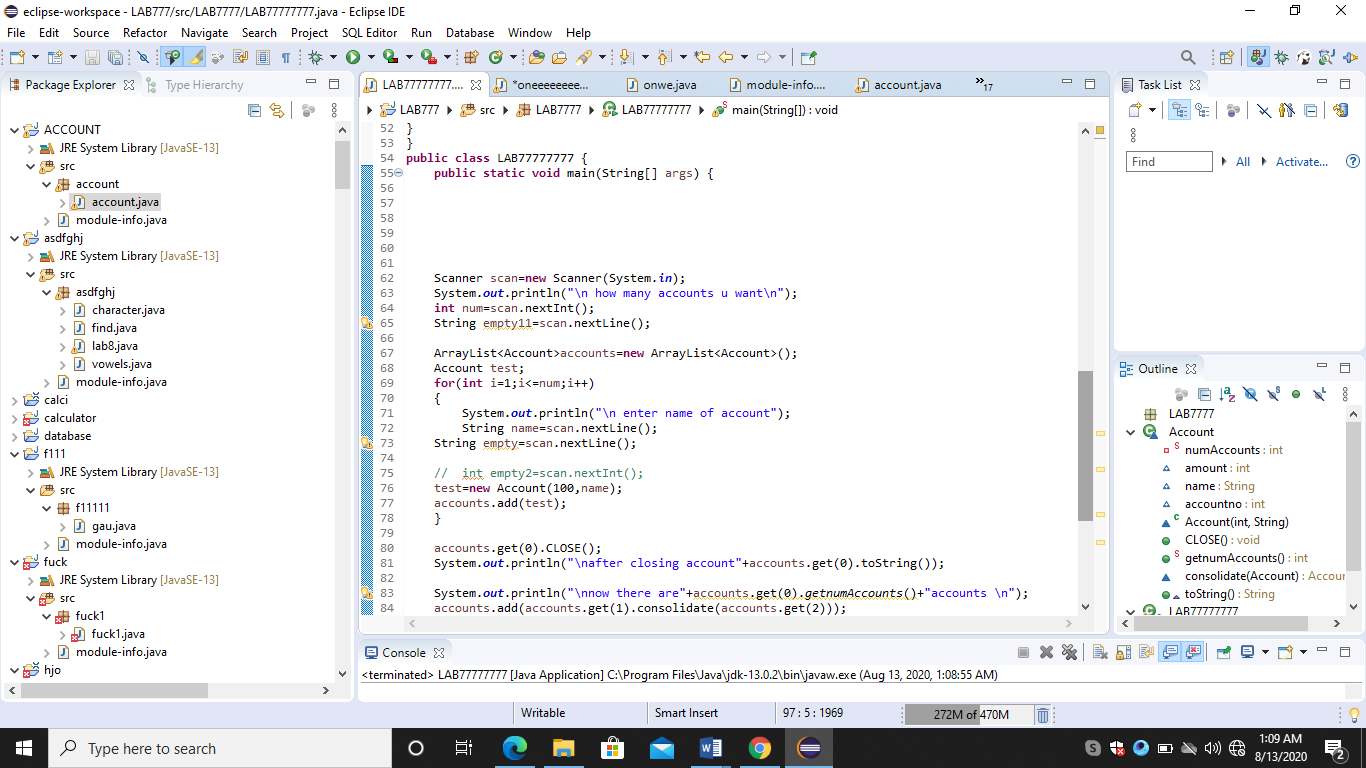 eclipse-workspace - LAB777/src/LAB7777/LAB77777777.java - Eclipse IDE
File Edit Source Refactor Navigate Search Project SQL Editor Run Database Window Help
Package Explorer Type Hierarchy
ACCOUNT
JRE System Library [JavaSE-13]
src
account
account.java
module-info.java
asdfghj
JRE System Library [JavaSE-13]
src
asdfghj
character.java
find.java
lab8.java
vowels.java
module-info.java
calci
calculator
database
f111
JRE System Library [JavaSE-13]
src
f11111
gau.java
module-info.java
fuck
JRE System Library [JavaSE-13]
src
fuck1
fuck1.java
module-info.java
hjo
LAB77777777.... *oneeeeeeee... onwe.java module-info.... account.java »17
LAB777 src LAB7777 LAB77777777 main(String[]) : void
52 }
53 }
54 public class LAB77777777 {
55 public static void main(String[] args) {
56
57
58
59
60
61
62 Scanner scan=new Scanner(System.in);
63 System.out.println("\n how many accounts u want\n");
64 int num=scan.nextInt();
65 String empty11=scan.nextLine();
66
67 ArrayList<Account>accounts=new ArrayList<Account>();
68 Account test;
69 for(int i=1;i<=num;i++)
70 {
71 System.out.println("\n enter name of account");
72 String name=scan.nextLine();
73 String empty=scan.nextLine();
74
75 // int empty2=scan.nextInt();
76 test=new Account(100,name);
77 accounts.add(test);
78 }
79
80 accounts.get(0).CLOSE();
81 System.out.println("\nafter closing account"+accounts.get(0).toString());
82
83 System.out.println("\nnow there are"+accounts.get(0).getnumAccounts()+"accounts \n");
84 accounts.add(accounts.get(1).consolidate(accounts.get(2)));
Task List
Find All Activate...
Outline
LAB7777
Account
numAccounts : int
amount : int
name : String
accountno : int
Account(int, String)
CLOSE() : void
getnumAccounts() : int
consolidate(Account) : Accour
toString() : String
LAB77777777
Console
<terminated> LAB77777777 [Java Application] C:\Program Files\Java\jdk-13.0.2\bin\javaw.exe (Aug 13, 2020, 1:08:55 AM)
Writable Smart Insert 97 : 5 : 1969 272M of 470M
Type here to search
1:09 AM
8/13/2020
2